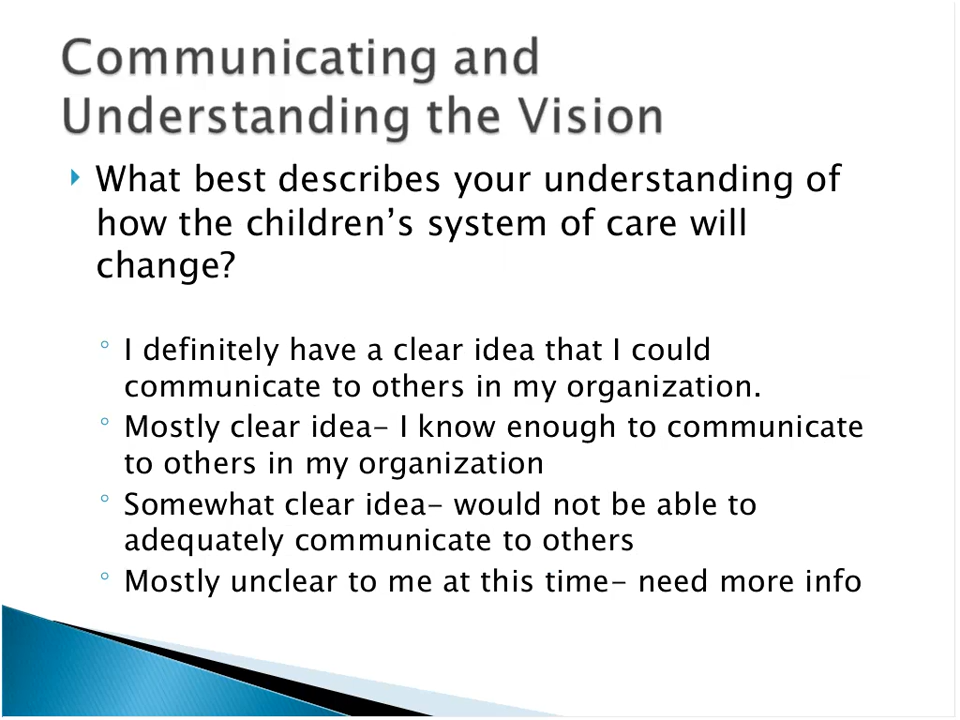 Communicating and
Understanding the Vision
What best describes your understanding of
how the children’s system of care will
change?
I definitely have a clear idea that I could
communicate to others in my organization.
Mostly clear idea- I know enough to communicate
to others in my organization
Somewhat clear idea- would not be able to
adequately communicate to others
Mostly unclear to me at this time- need more info